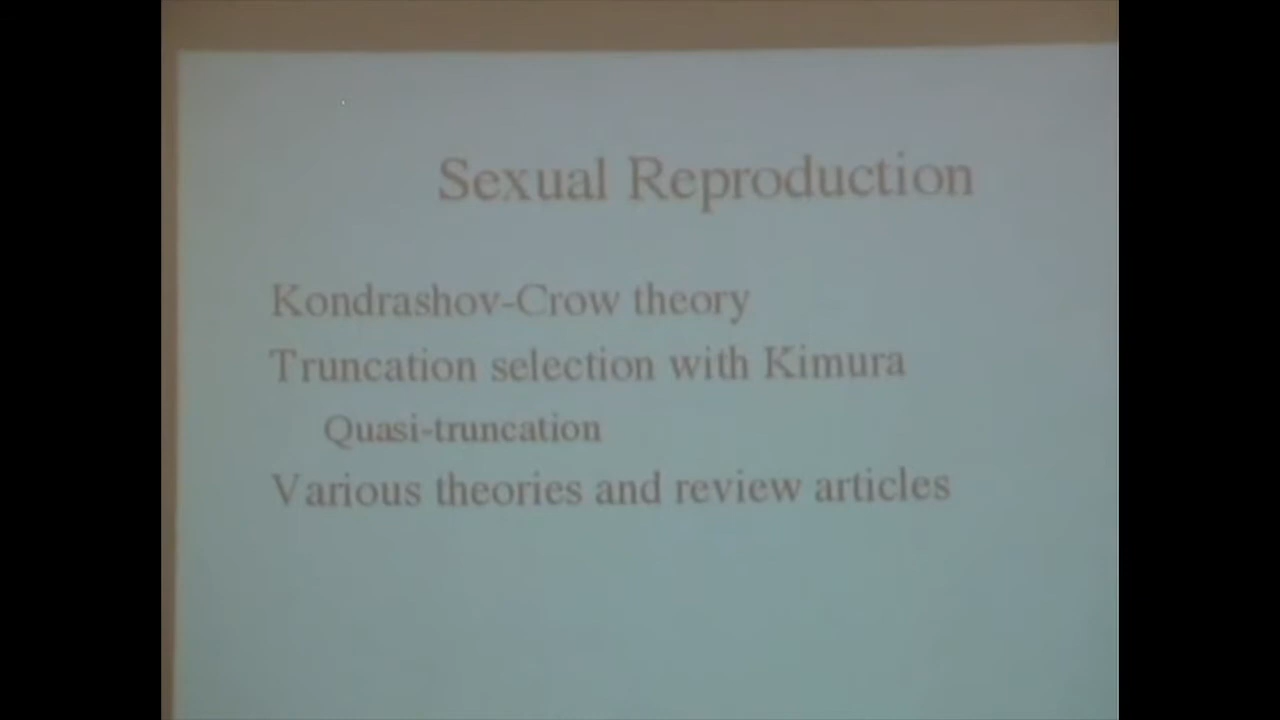 Sexual Reproduction
Kondrashov-Crow theory
Truncation selection with Kimura
Quasi-truncation
Various theories and review articles